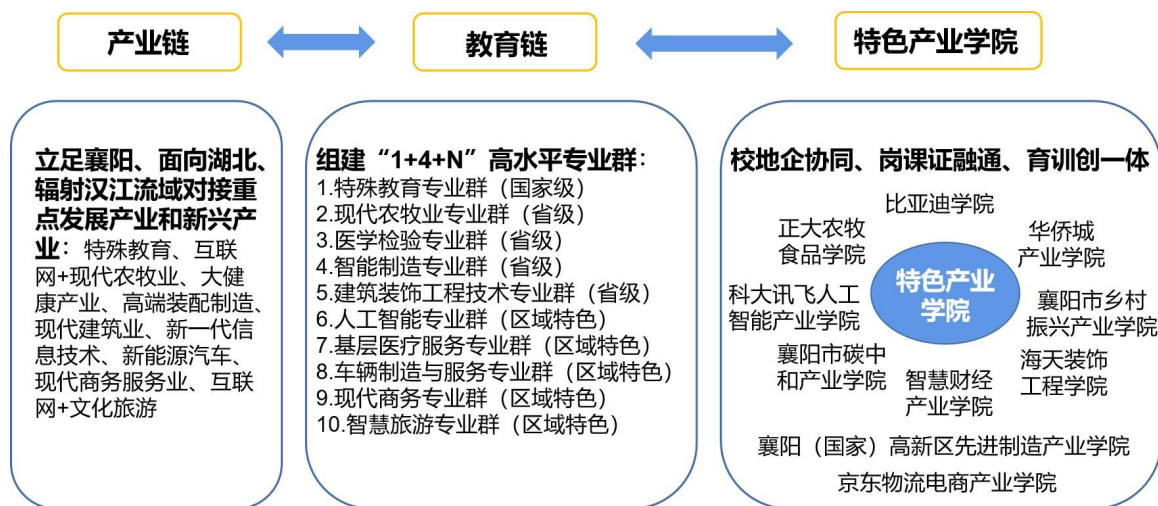 产业链
教育链
特色产业学院
立足襄阳、面向湖北、
辐射汉江流域对接重
点发展产业和新兴产
业：特殊教育、互联
网+现代农牧业、大健
康产业、高端装配制造、
现代建筑业、新一代信
息技术、新能源汽车、
现代商务服务业、互联
网+文化旅游
组建“1+4+N”高水平专业群：
1.特殊教育专业群（国家级）
2.现代农牧业专业群（省级）
3.医学检验专业群（省级）
4.智能制造专业群（省级）
5.建筑装饰工程技术专业群（省级）
6.人工智能专业群（区域特色）
7.基层医疗服务专业群（区域特色）
8.车辆制造与服务专业群（区域特色）
9.现代商务专业群（区域特色）
10.智慧旅游专业群（区域特色）
校地企协同、岗课证融通、育训创一体
比亚迪学院
正大农牧
食品学院
华侨城
产业学院
特色产业
学院
科大讯飞人工
智能产业学院
襄阳市乡村
振兴产业学院
襄阳市碳中
和产业学院
智慧财经
产业学院
海天装饰
工程学院
襄阳（国家）高新区先进制造产业学院
京东物流电商产业学院